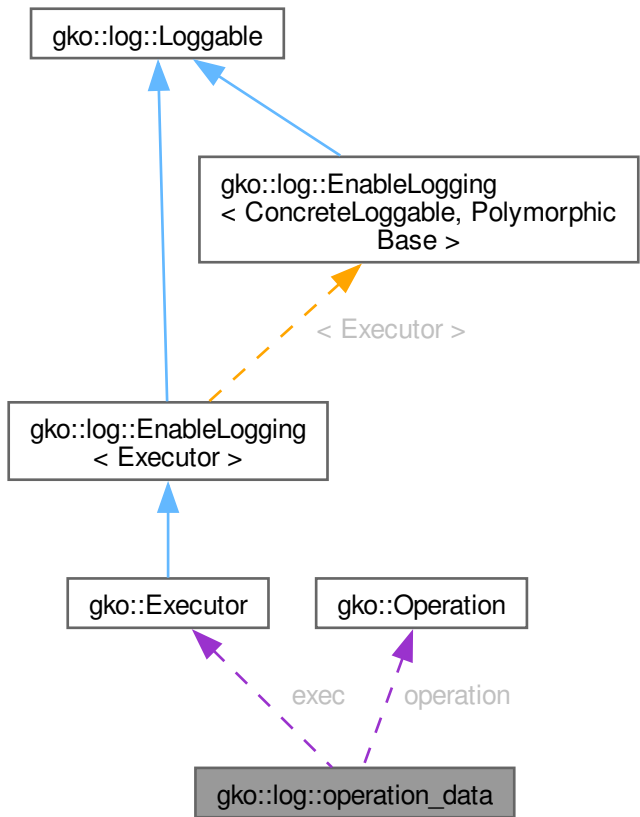 gko::log::Loggable
gko::log::EnableLogging
< ConcreteLoggable, Polymorphic
Base >
< Executor >
gko::log::EnableLogging
< Executor >
gko::Executor
gko::Operation
exec
operation
gko::log::operation_data